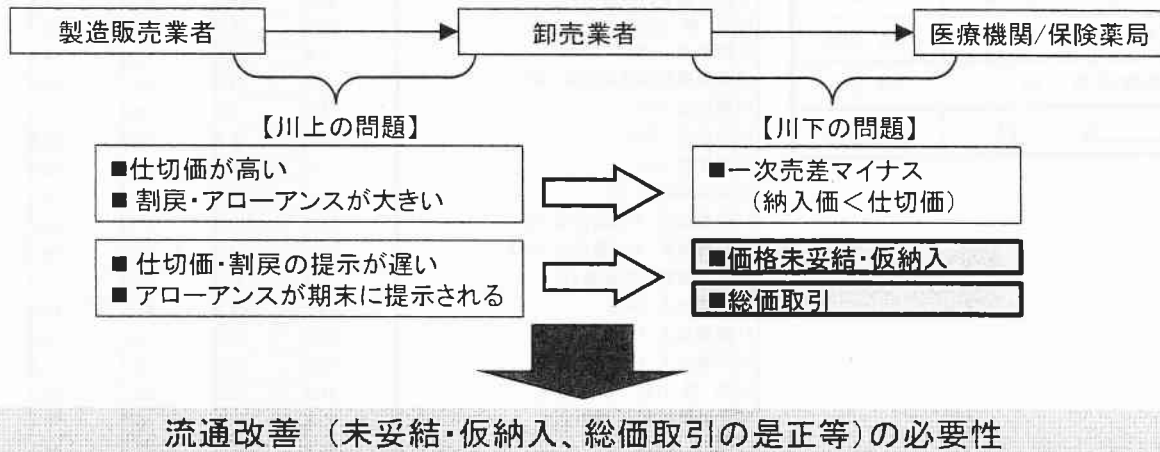 製造販売業者
卸売業者
医療機関/保険薬局
【川上の問題】
【川下の問題】
■仕切価が高い
■ 割戻・アローアンスが大きい
■一次売差マイナス
(納入価<仕切価)
■ 仕切価・割戻の提示が遅い
■ アローアンスが期末に提示される
■価格未妥結・仮納入
■総価取引
流通改善 (未妥結・仮納入、総価取引の是正等)の必要性